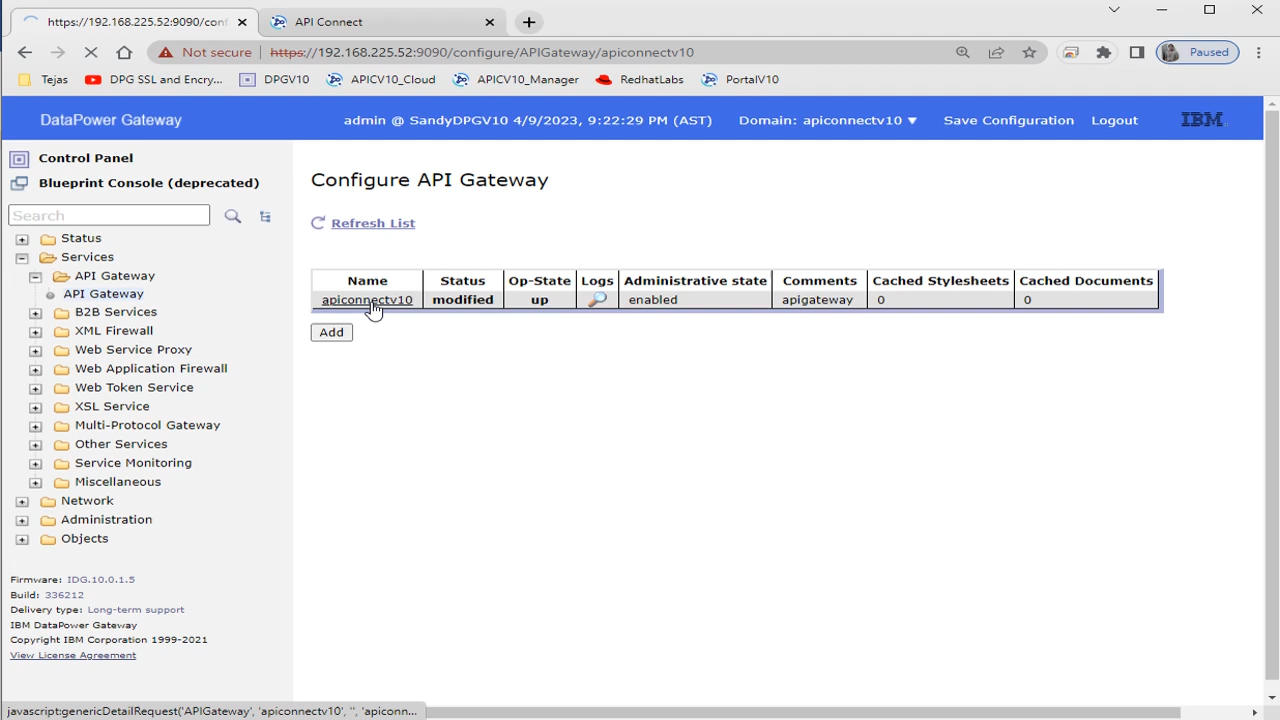 https://192.168.225.52:9090/conf
API Connect
Not secure https://192.168.225.52:9090/configure/APIGateway/apiconnectv10
Paused
Tejas
DPG SSL and Encry...
DPGV10
APICV10_Cloud
APICV10_Manager
RedhatLabs
PortalV10
DataPower Gateway
admin @ SandyDPGV10 4/9/2023, 9:22:29 PM (AST)
Domain: apiconnectv10
Save Configuration
Logout
IBM
Control Panel
Blueprint Console (deprecated)
Search
Status
Services
API Gateway
API Gateway
B2B Services
XML Firewall
Web Service Proxy
Web Application Firewall
Web Token Service
XSL Service
Multi-Protocol Gateway
Other Services
Service Monitoring
Miscellaneous
Network
Administration
Objects
Firmware: IDG.10.0.1.5
Build: 336212
Delivery type: Long-term support
IBM DataPower Gateway
Copyright IBM Corporation 1999-2021
View License Agreement
Configure API Gateway
Refresh List
Name Status Op-State Logs Administrative state Comments Cached Stylesheets Cached Documents
apiconnectv10 modified up enabled apigateway 0 0
Add
javascript:genericDetailRequest('APIGateway', 'apiconnectv10', '', 'apiconn...